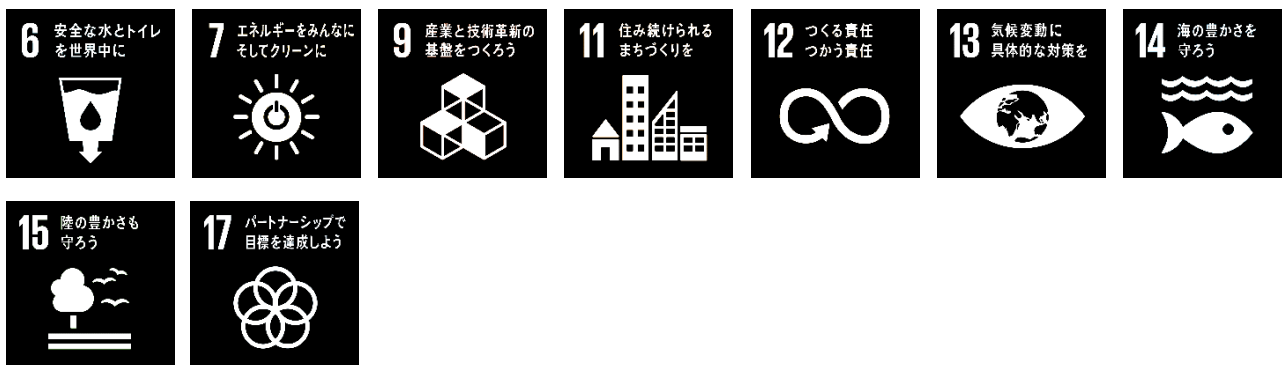 6 安全な水とトイレ
を世界中に
7 エネルギーをみんなに
そしてクリーンに
9 産業と技術革新の
基盤をつくろう
11 住み続けられる
まちづくりを
12 つくる責任
つかう責任
13 気候変動に
具体的な対策を
14 海の豊かさを
守ろう
15 陸の豊かさも
守ろう
17 パートナーシップで
目標を達成しよう